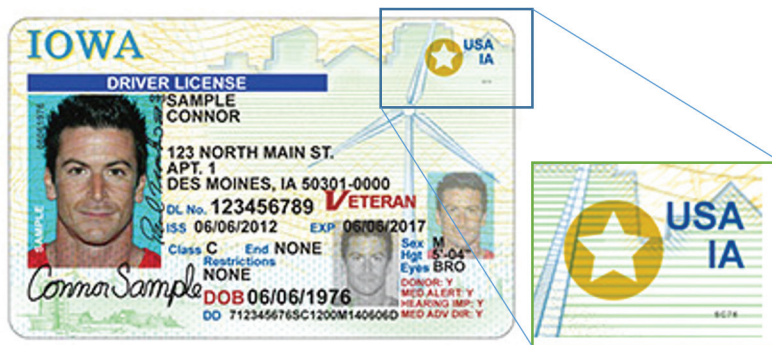 IOWA
USA
IA
DRIVER LICENSE
SAMPLE
CONNOR
123 NORTH MAIN ST.
APT. 1
DES MOINES, IA 50301-0000
DL No. 123456789 VETERAN
ISS 06/06/2012 EXP 06/06/2017
Class C End NONE Sex M
Restrictions Hgt 5'-04"
NONE Eyes BRO
DONOR: Y
MED ALERT: Y
HEARING IMP: Y
MED ADV DIR: Y
DOB 06/06/1976
DD 712345676SC1200M140606D
Connor Sample
SAMPLE
06061976
USA
IA
SC76